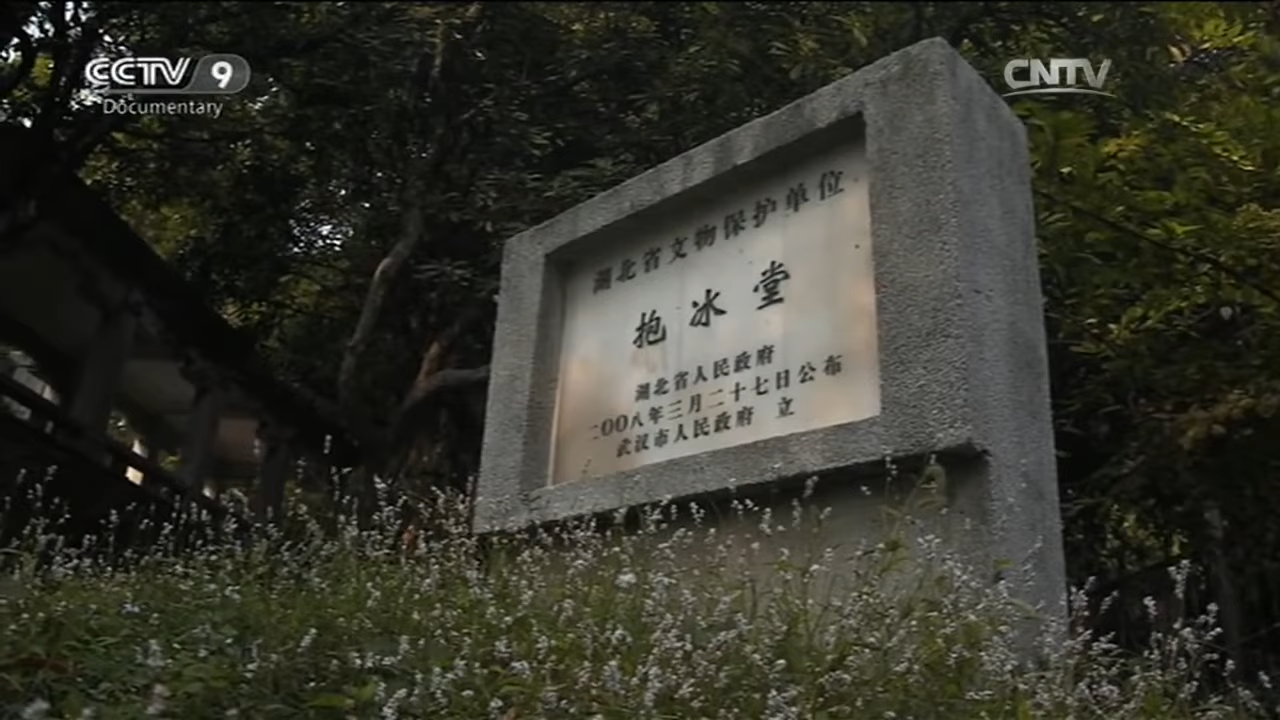 CCTV 9
Documentary
CNTV
湖北省文物保护单位
抱冰堂
湖北省人民政府
二〇〇八年三月二十七日公布
武汉市人民政府 立